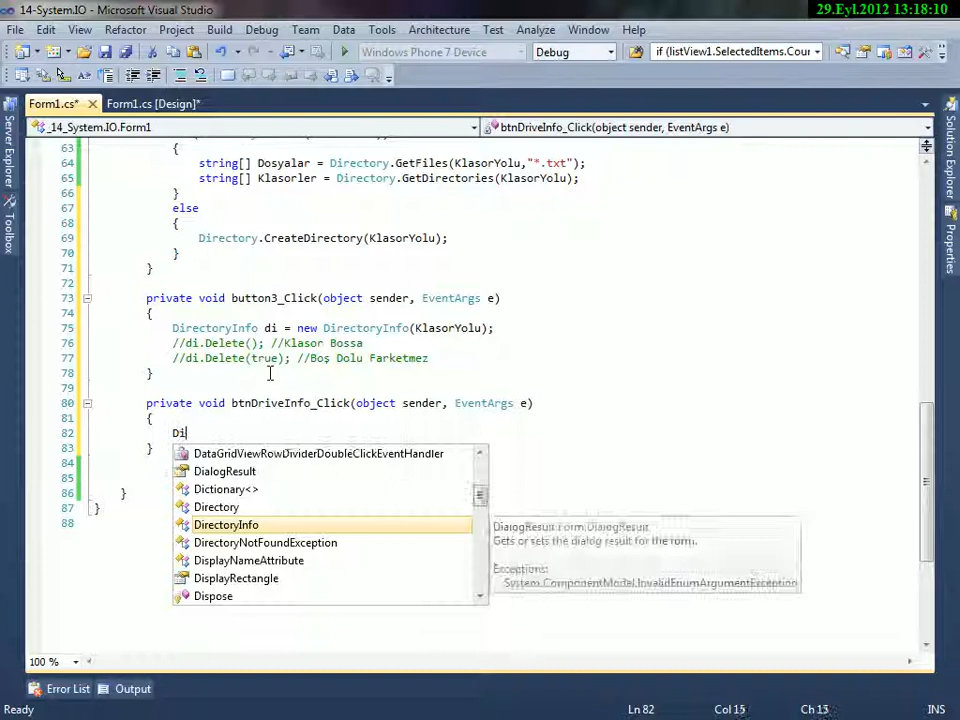 14-System.IO - Microsoft Visual Studio
29.Eyl.2012 13:18:10
File Edit View Refactor Project Build Debug Team Data Tools Architecture Test Analyze Window Help
Windows Phone 7 Device Debug if (listView1.SelectedItems.Cour
Form1.cs* Form1.cs [Design]*
_14_System.IO.Form1 btnDriveInfo_Click(object sender, EventArgs e)
Server Explorer
Toolbox
Solution Explorer
Properties
63 {
64 string[] Dosyalar = Directory.GetFiles(KlasorYolu,"*.txt");
65 string[] Klasorler = Directory.GetDirectories(KlasorYolu);
66 }
67 else
68 {
69 Directory.CreateDirectory(KlasorYolu);
70 }
71 }
72
73 private void button3_Click(object sender, EventArgs e)
74 {
75 DirectoryInfo di = new DirectoryInfo(KlasorYolu);
76 //di.Delete(); //Klasor Bossa
77 //di.Delete(true); //Boş Dolu Farketmez
78 }
79
80 private void btnDriveInfo_Click(object sender, EventArgs e)
81 {
82 Di
83 }
84
85
86 }
87 }
88
DataGridViewRowDividerDoubleClickEventHandler
DialogResult
Dictionary<>
Directory
DirectoryInfo
DirectoryNotFoundException
DisplayNameAttribute
DisplayRectangle
Dispose
DialogResult Form.DialogResult
Gets or sets the dialog result for the form.
Exceptions:
System.ComponentModel.InvalidEnumArgumentException
100 %
Error List Output
Ready Ln 82 Col 15 Ch 13 INS